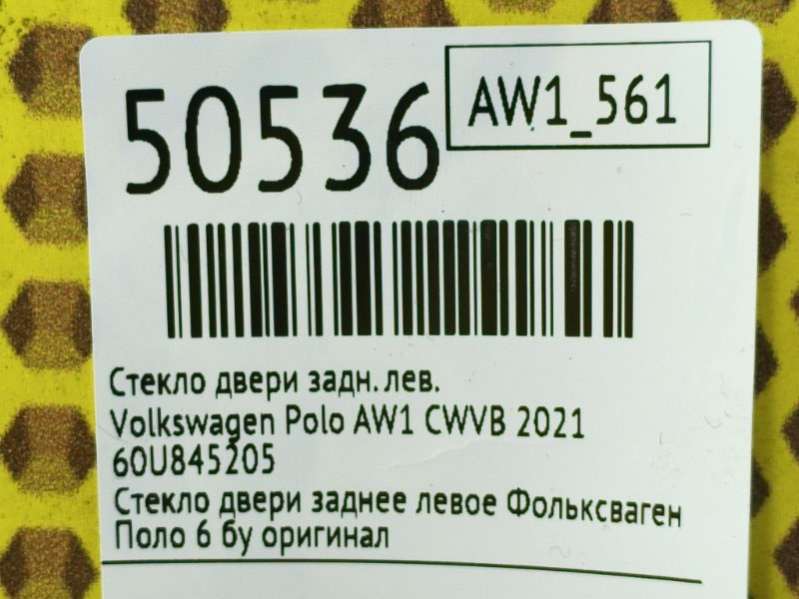 50536
AW1_561
Стекло двери задн. лев.
Volkswagen Polo AW1 CWVB 2021
60U845205
Стекло двери заднее левое Фольксваген
Поло 6 бу оригинал